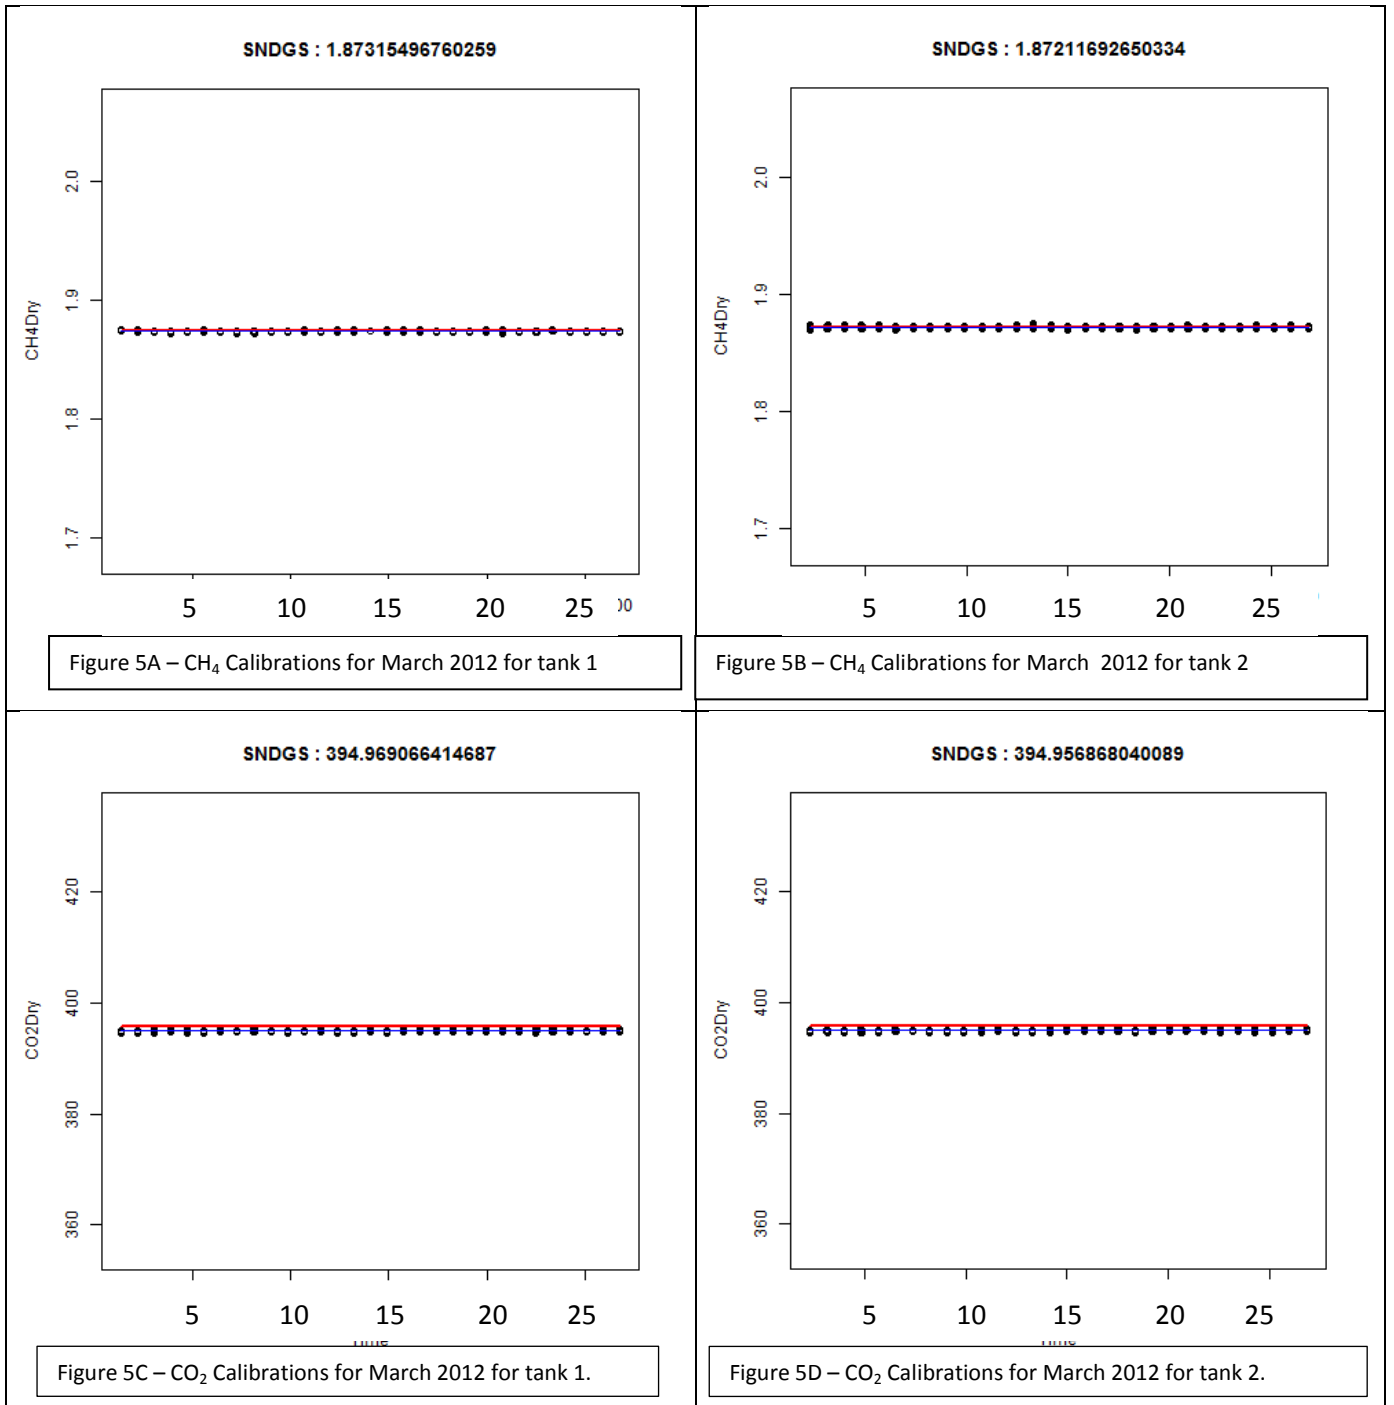 SNDGS : 1.87315496760259
CH4Dry
2.0
1.9
1.8
1.7
5 10 15 20 25
Figure 5A – CH₄ Calibrations for March 2012 for tank 1
SNDGS : 1.87211692650334
CH4Dry
2.0
1.9
1.8
1.7
5 10 15 20 25
Figure 5B – CH₄ Calibrations for March 2012 for tank 2
SNDGS : 394.969066414687
CO2Dry
420
400
380
360
5 10 15 20 25
Figure 5C – CO₂ Calibrations for March 2012 for tank 1.
SNDGS : 394.956868040089
CO2Dry
420
400
380
360
5 10 15 20 25
Figure 5D – CO₂ Calibrations for March 2012 for tank 2.